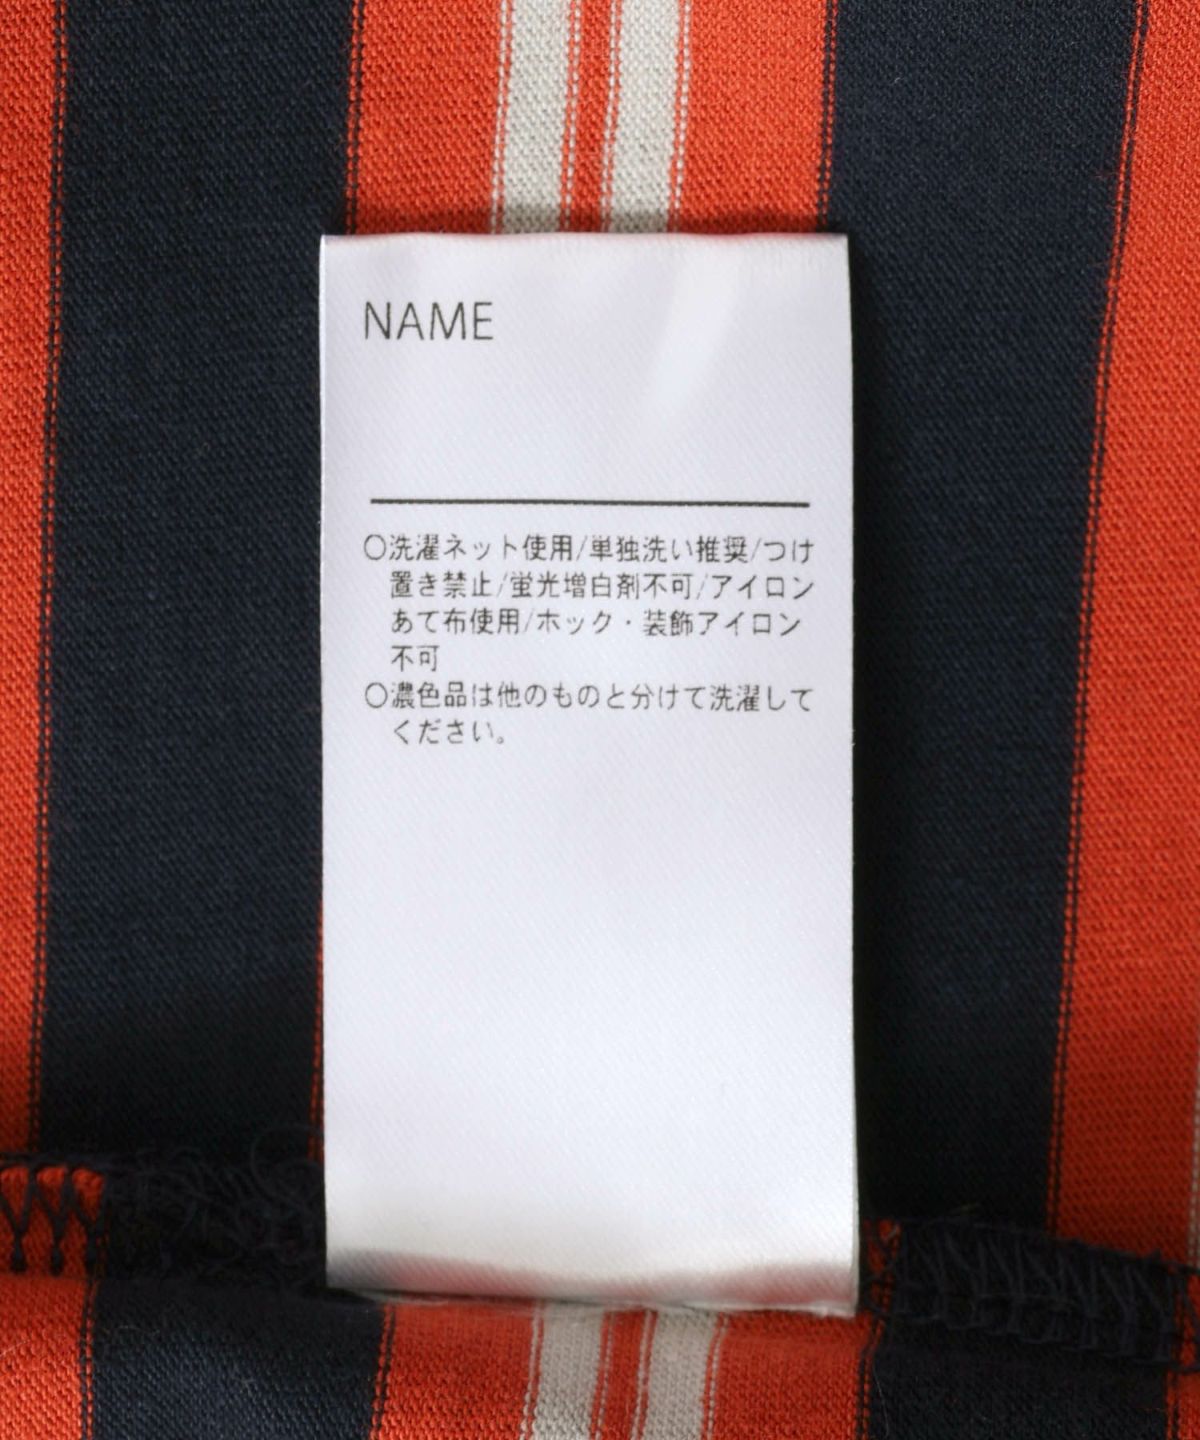 NAME
○洗濯ネット使用/単独洗い推奨/つけ
置き禁止/蛍光増白剤不可/アイロン
あて布使用/ホック・装飾アイロン
不可
○濃色品は他のものと分けて洗濯して
ください。